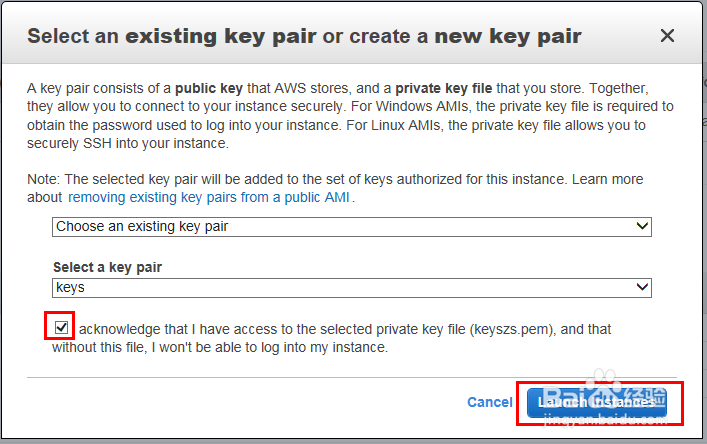 Select an existing key pair or create a new key pair
A key pair consists of a public key that AWS stores, and a private key file that you store. Together,
they allow you to connect to your instance securely. For Windows AMIs, the private key file is required to
obtain the password used to log into your instance. For Linux AMIs, the private key file allows you to
securely SSH into your instance.
Note: The selected key pair will be added to the set of keys authorized for this instance. Learn more
about removing existing key pairs from a public AMI.
Choose an existing key pair
Select a key pair
keys
acknowledge that I have access to the selected private key file (keyszs.pem), and that
without this file, I won't be able to log into my instance.
Cancel
Launch Instances
Baidu经验
jingyan.baidu.com